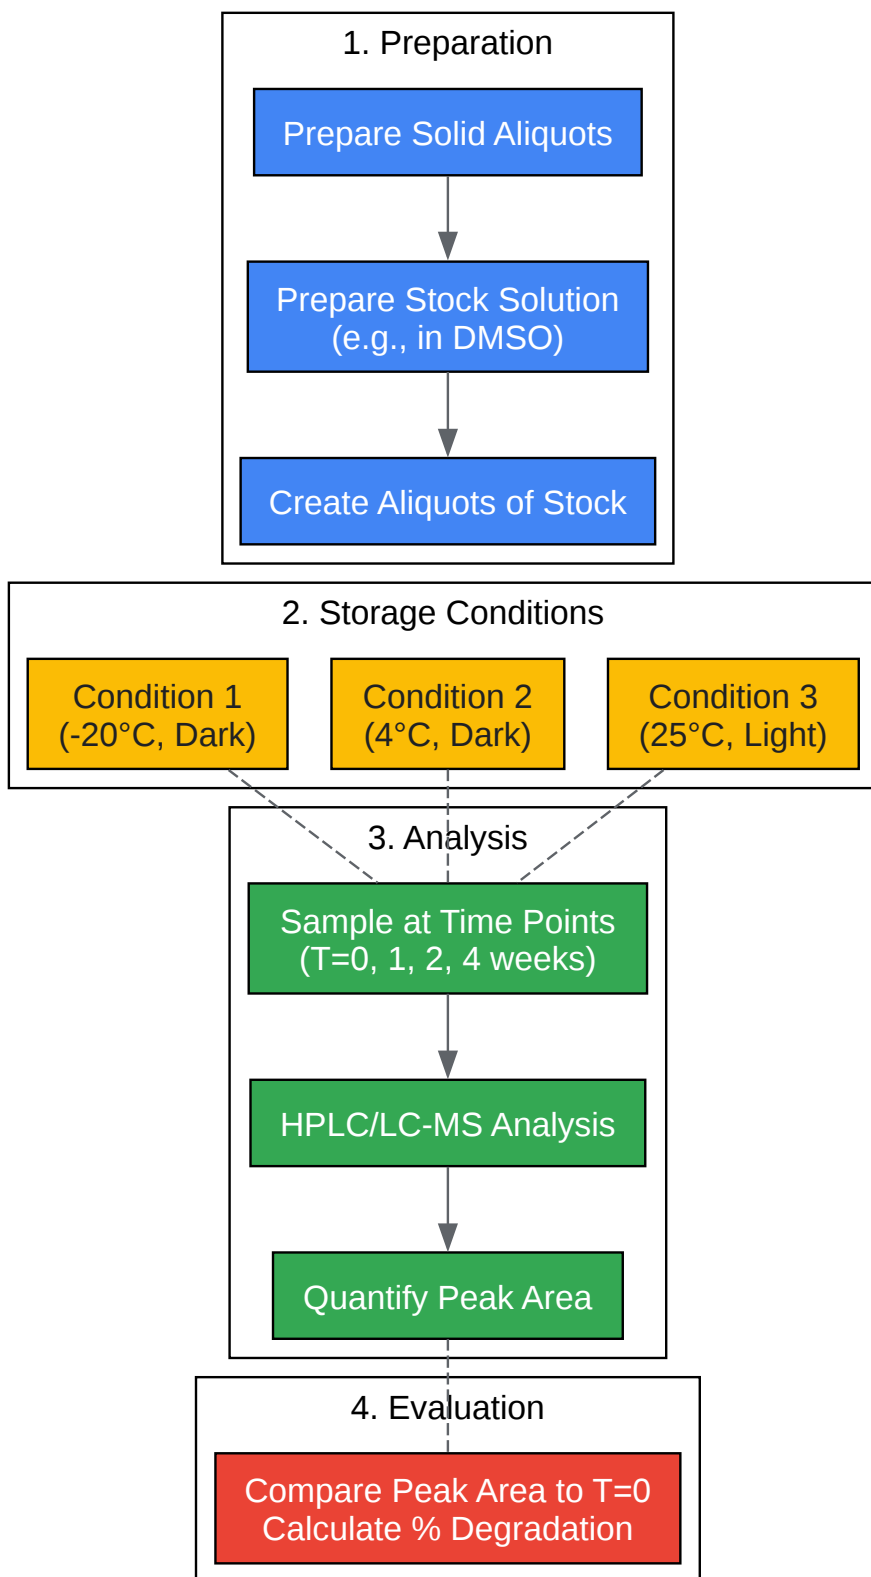 1. Preparation
Prepare Solid Aliquots
Prepare Stock Solution
(e.g., in DMSO)
Create Aliquots of Stock
2. Storage Conditions
Condition 1
(-20°C, Dark)
Condition 2
(4°C, Dark)
Condition 3
(25°C, Light)
3. Analysis
Sample at Time Points
(T=0, 1, 2, 4 weeks)
HPLC/LC-MS Analysis
Quantify Peak Area
4. Evaluation
Compare Peak Area to T=0
Calculate % Degradation